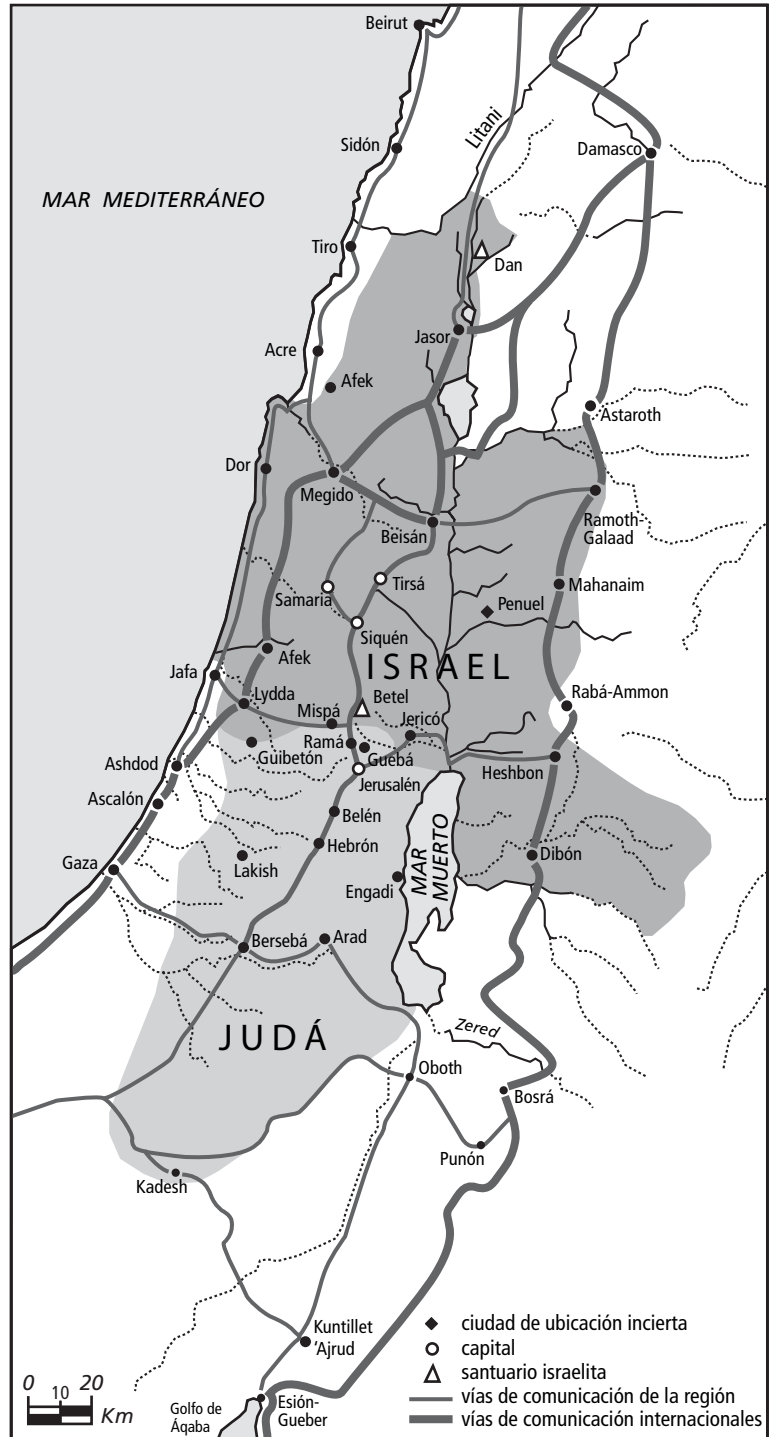 Beirut
Litani
Sidón
Damasco
MAR MEDITERRÁNEO
Tiro
Dan
Jasor
Acre
Afek
Astaroth
Dor
Megido
Ramoth-
Galaad
Beisán
Tirsá
Mahanaim
Samaria
Penuel
Siquén
Afek
ISRAEL
Jafa
Lydda
Betel
Rabá-Ammon
Mispá
Jericó
Ramá
Guebá
Guibetón
Ashdod
Heshbon
Jerusalén
Ascalón
Belén
MAR
MUERTO
Hebrón
Lakish
Dibón
Gaza
Engadi
Bersebá
Arad
JUDÁ
Zered
Oboth
Bosrá
Punón
Kadesh
Kuntillet
‘Ajrud
ciudad de ubicación incierta
capital
santuario israelita
vías de comunicación de la región
vías de comunicación internacionales
0 10 20
Km
Golfo de
Áqaba
Esión-
Gueber